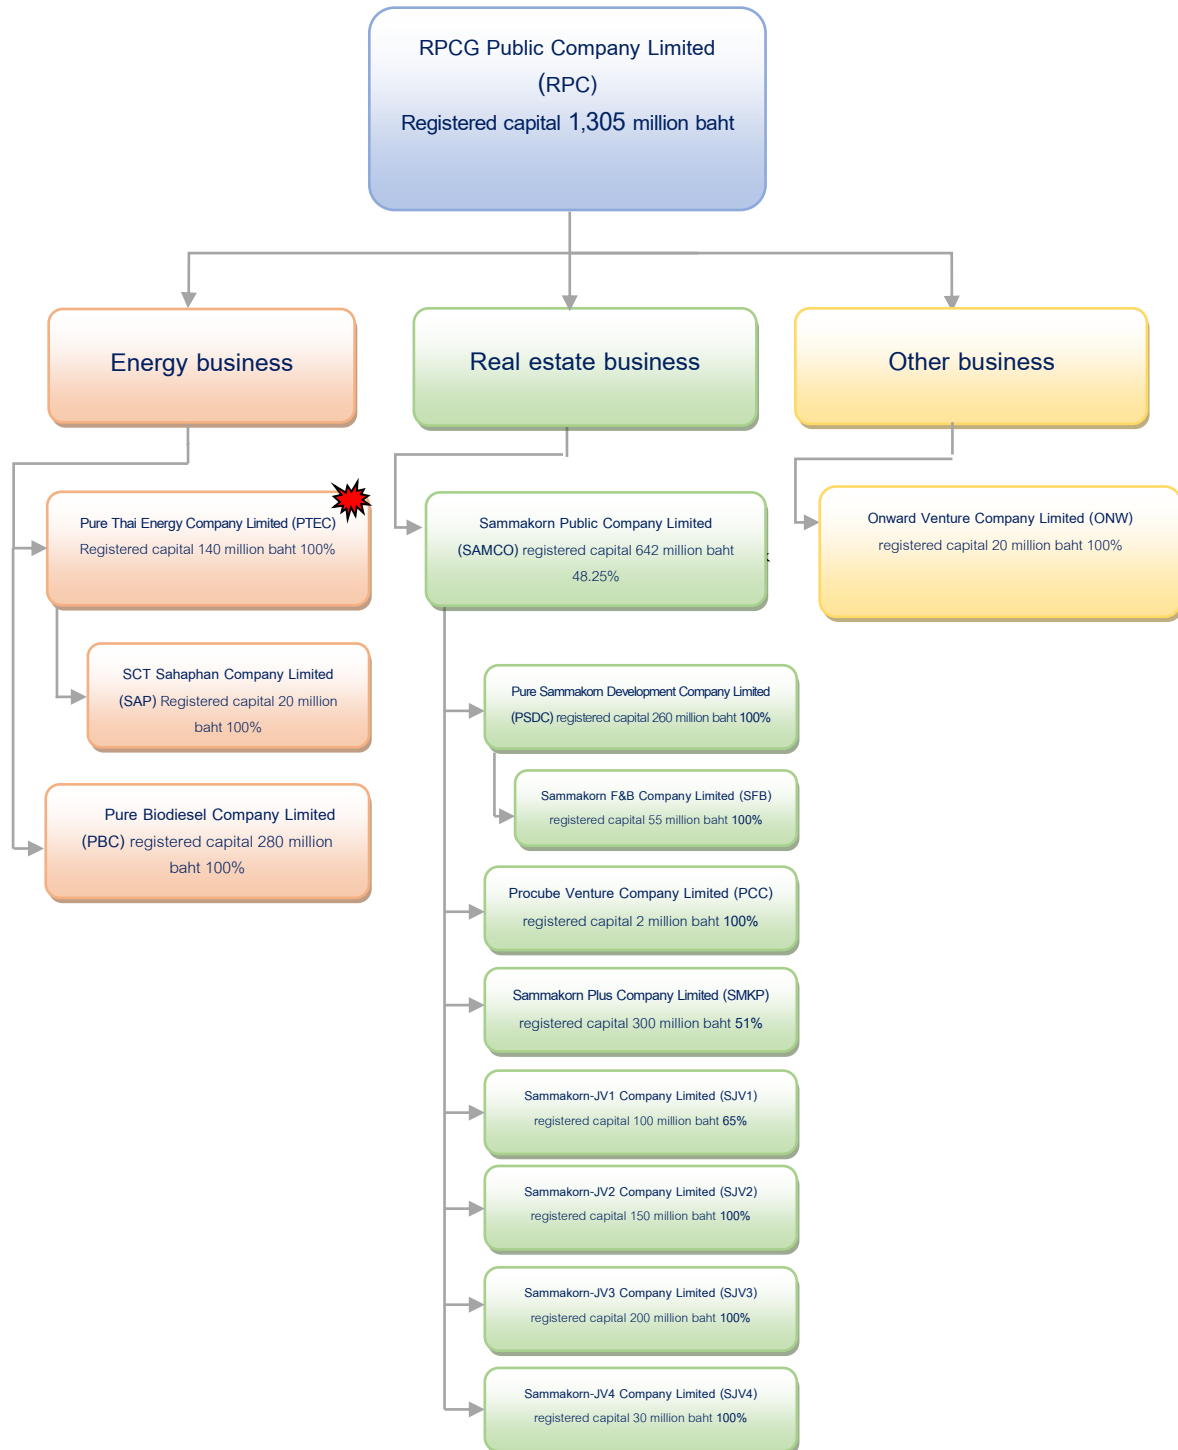 RPCG Public Company Limited
(RPC)
Registered capital 1,305 million baht
Energy business
Real estate business
Other business
Pure Thai Energy Company Limited (PTEC)
Registered capital 140 million baht 100%
SCT Sahaphan Company Limited
(SAP) Registered capital 20 million
baht 100%
Pure Biodiesel Company Limited
(PBC) registered capital 280 million
baht 100%
Sammakorn Public Company Limited
(SAMCO) registered capital 642 million baht
48.25%
Pure Sammakorn Development Company Limited
(PSDC) registered capital 260 million baht 100%
Sammakorn F&B Company Limited (SFB)
registered capital 55 million baht 100%
Procube Venture Company Limited (PCC)
registered capital 2 million baht 100%
Sammakorn Plus Company Limited (SMKP)
registered capital 300 million baht 51%
Sammakorn-JV1 Company Limited (SJV1)
registered capital 100 million baht 65%
Sammakorn-JV2 Company Limited (SJV2)
registered capital 150 million baht 100%
Sammakorn-JV3 Company Limited (SJV3)
registered capital 200 million baht 100%
Sammakorn-JV4 Company Limited (SJV4)
registered capital 30 million baht 100%
Onward Venture Company Limited (ONW)
registered capital 20 million baht 100%